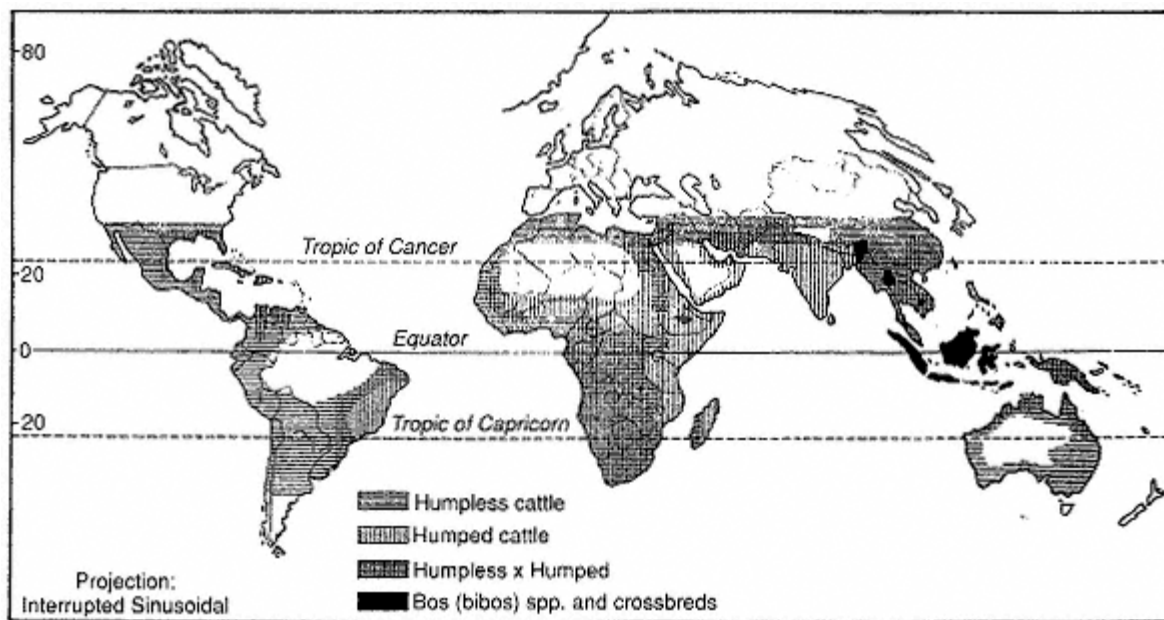 80
Tropic of Cancer
20
Equator
0
20
Tropic of Capricorn
Humpless cattle
Humped cattle
Humpless x Humped
Bos (bibos) spp. and crossbreds
Projection:
Interrupted Sinusoidal